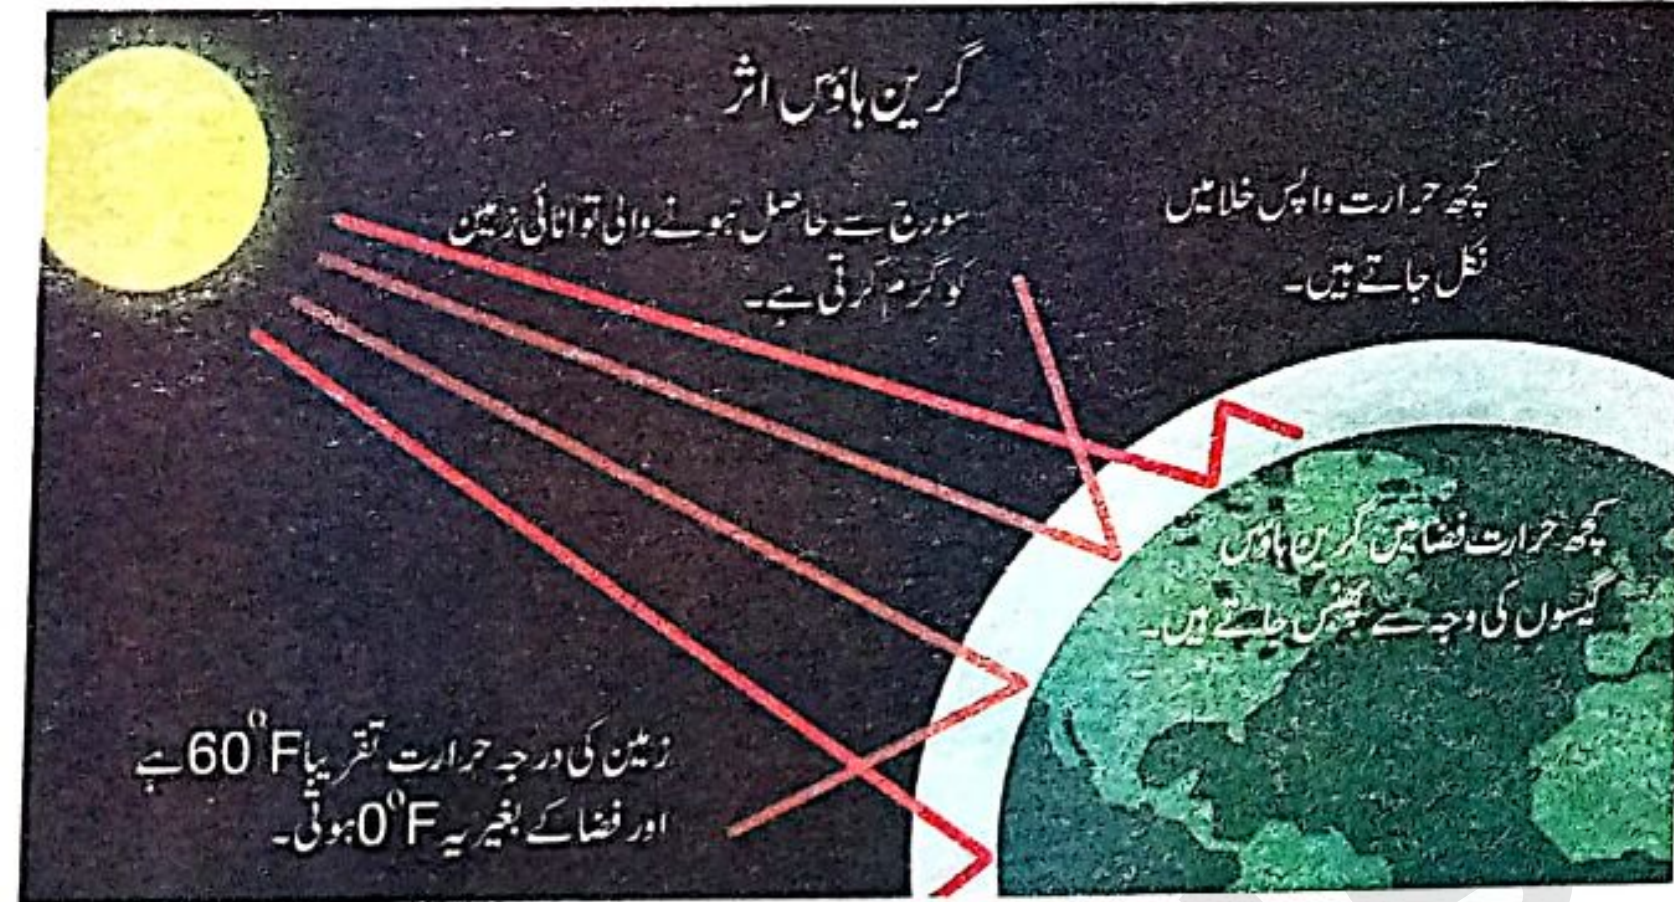 گرین ہاؤس اثر
کچھ حرارت واپس خلا میں
نکل جاتے ہیں۔
سورج سے حاصل ہونے والی توانائی زمین
کو گرم کرتی ہے۔
کچھ حرارت فضا میں گرین ہاؤس
گیسوں کی وجہ سے پھنس جاتے ہیں۔
زمین کی درجہ حرارت تقریبا 60°F ہے
اور فضا کے بغیر یہ 0°F ہوتی۔